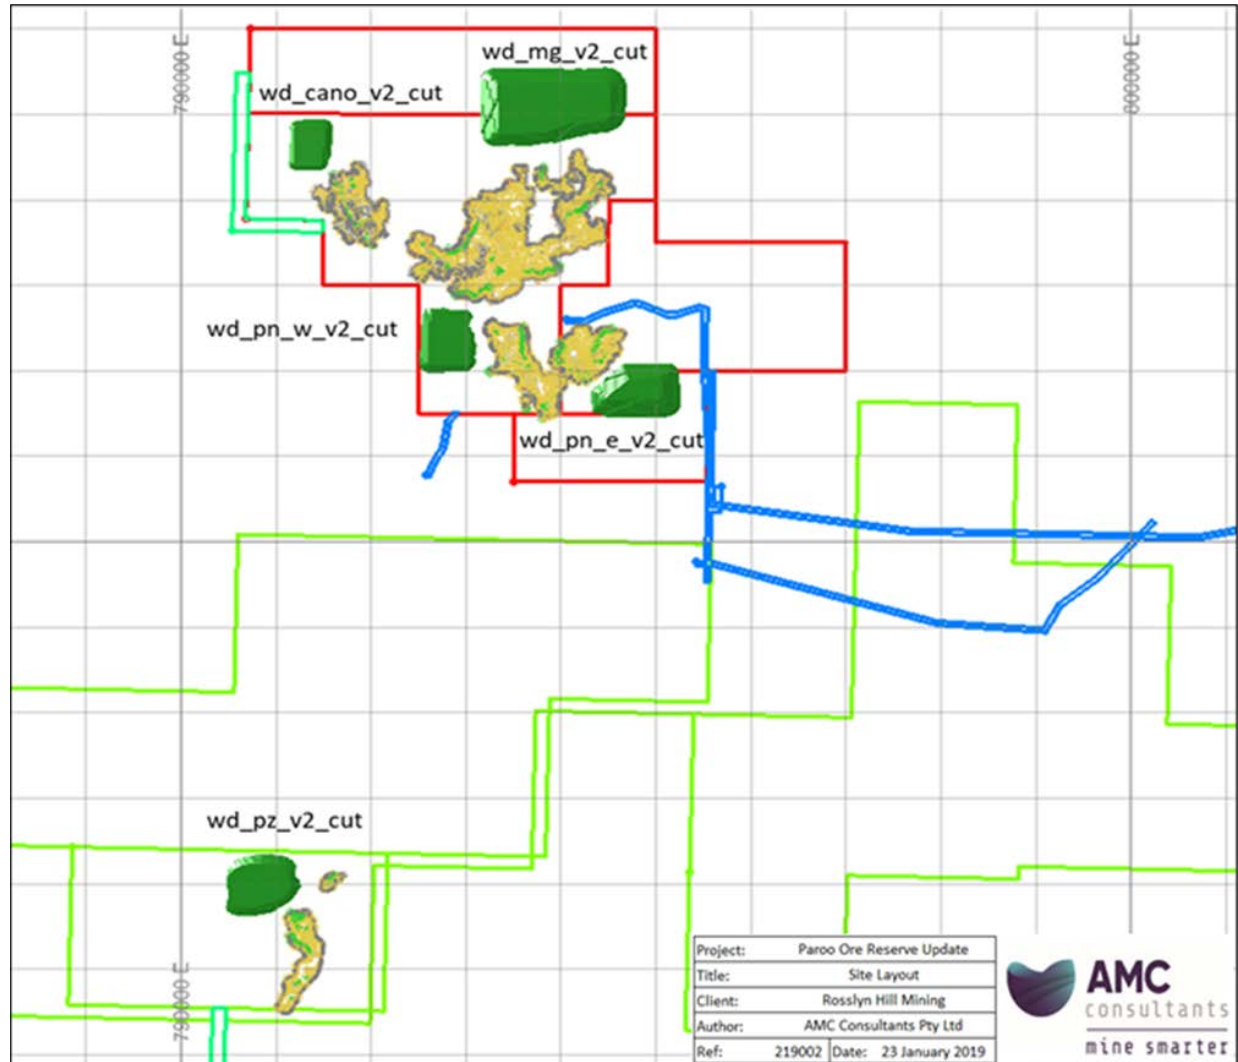 790000 E
800000 E
wd_mg_v2_cut
wd_cano_v2_cut
wd_pn_w_v2_cut
wd_pn_e_v2_cut
wd_pz_v2_cut
790000 E
Project: Paroo Ore Reserve Update
Title: Site Layout
Client: Rosslyn Hill Mining
Author: AMC Consultants Pty Ltd
Ref: 219002 Date: 23 January 2019
AMC
consultants
mine smarter